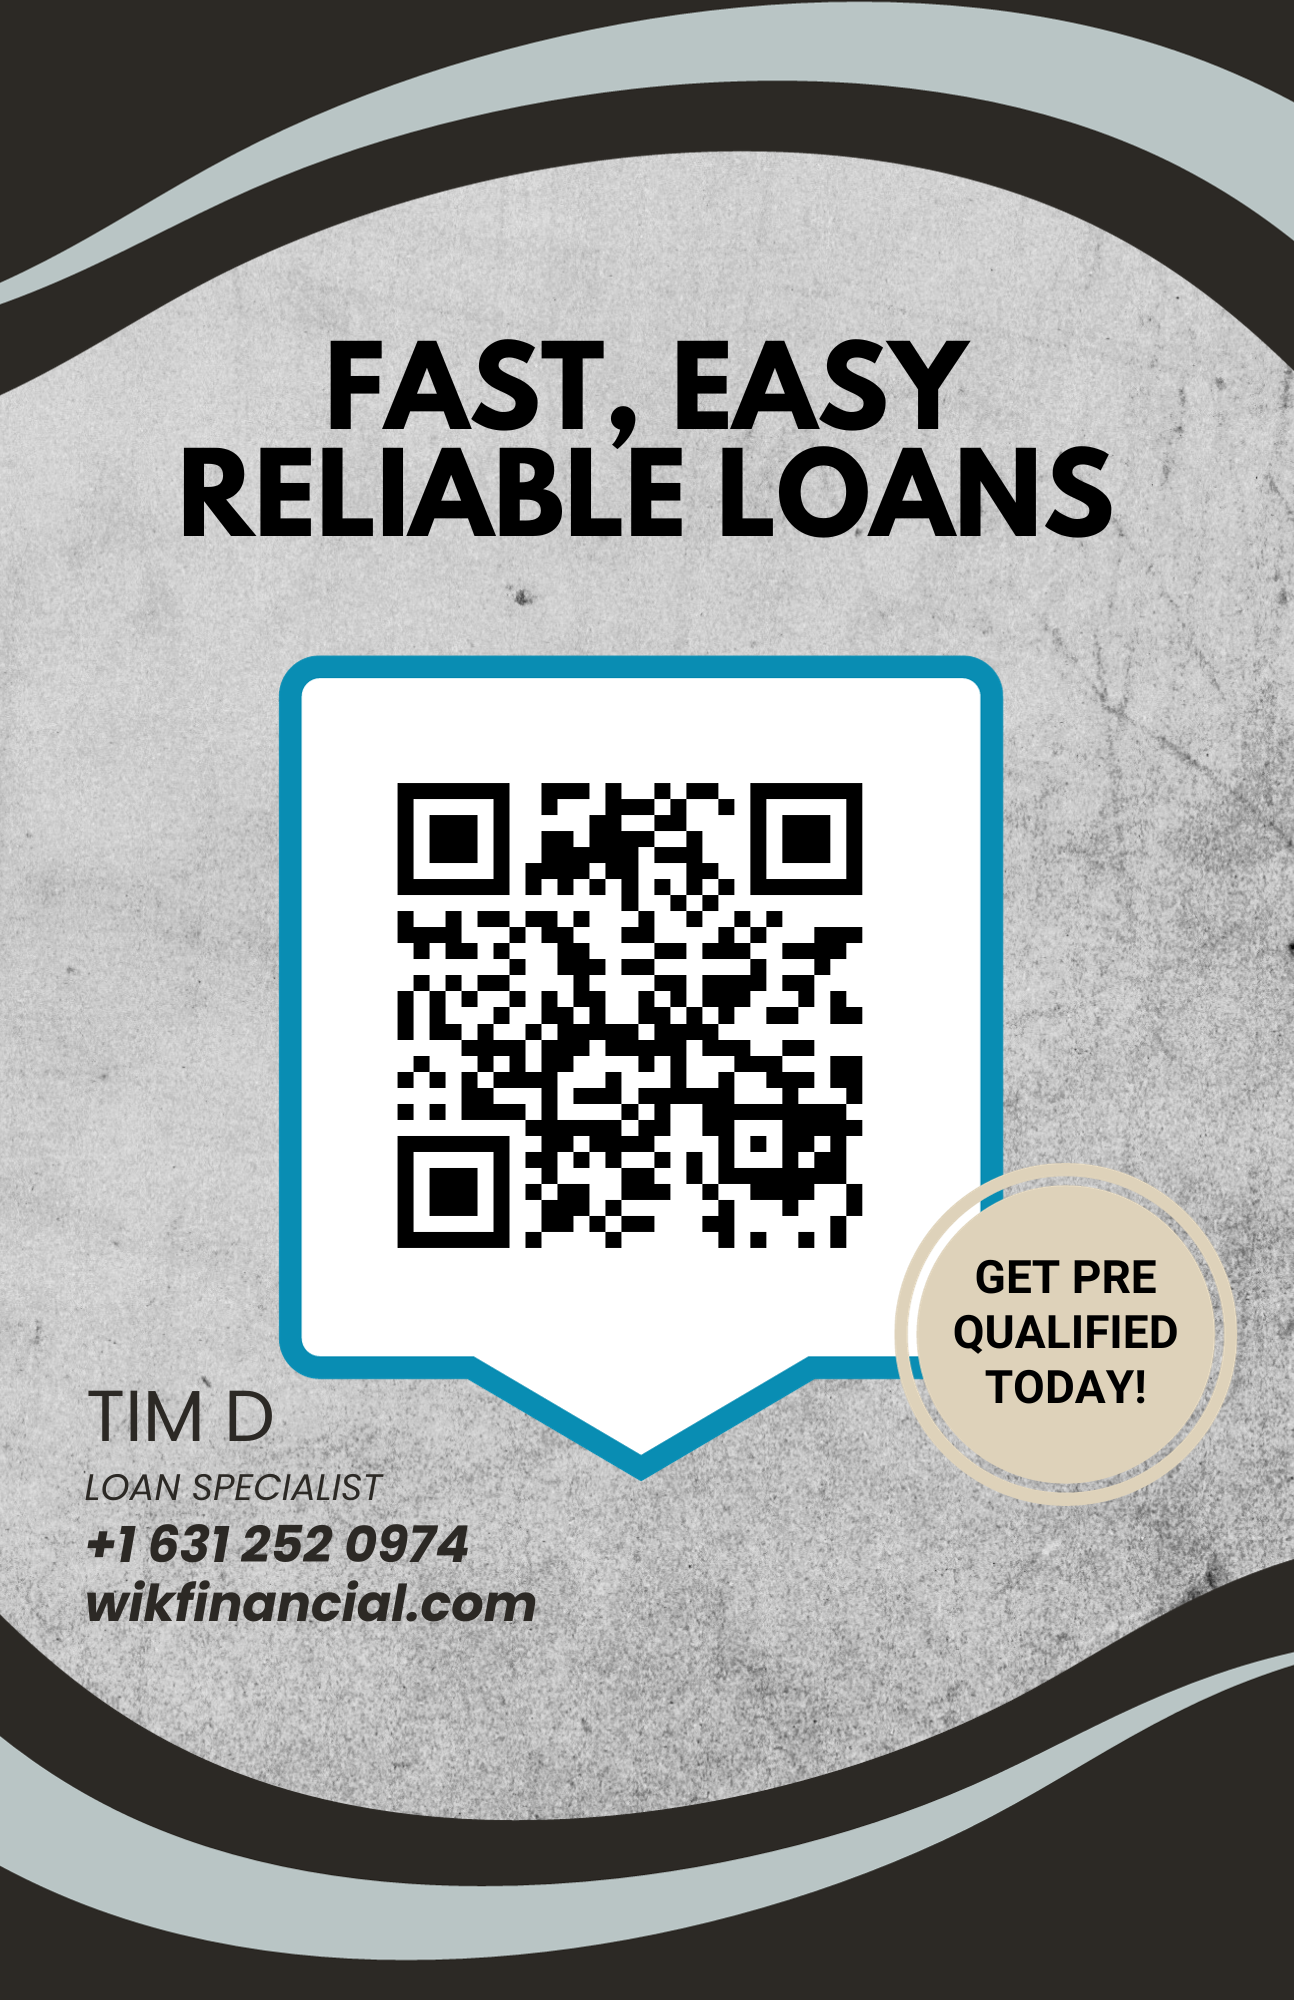 FAST, EASY
RELIABLE LOANS
GET PRE
QUALIFIED
TODAY!
TIM D
LOAN SPECIALIST
+1 631 252 0974
wikfinancial.com